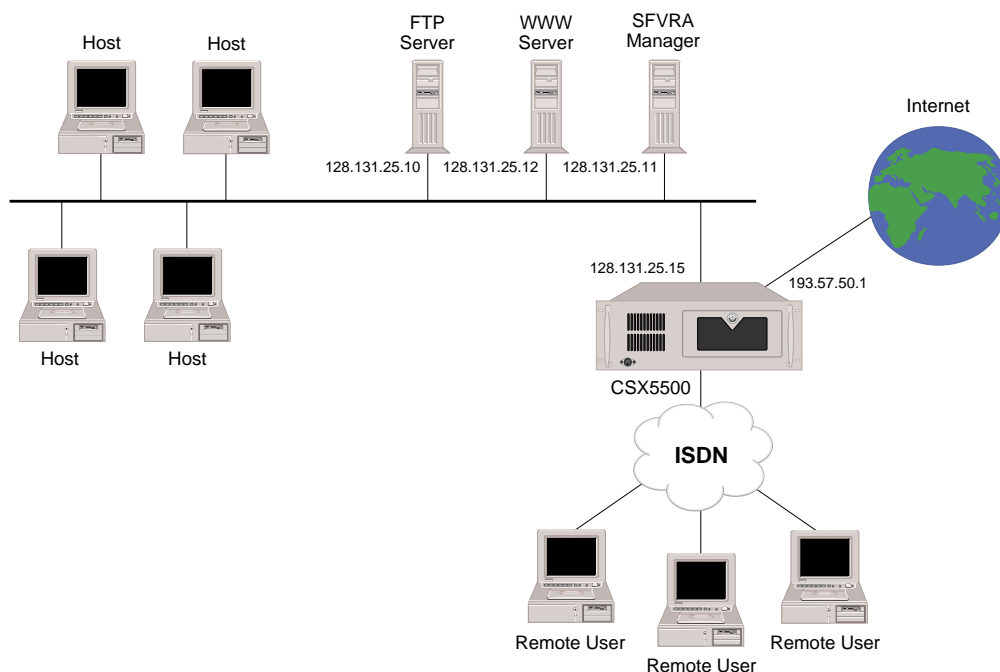 Host
Host
FTP
Server
WWW
Server
SFVRA
Manager
Internet
128.131.25.10
128.131.25.12
128.131.25.11
128.131.25.15
193.57.50.1
Host
Host
CSX5500
ISDN
Remote User
Remote User
Remote User